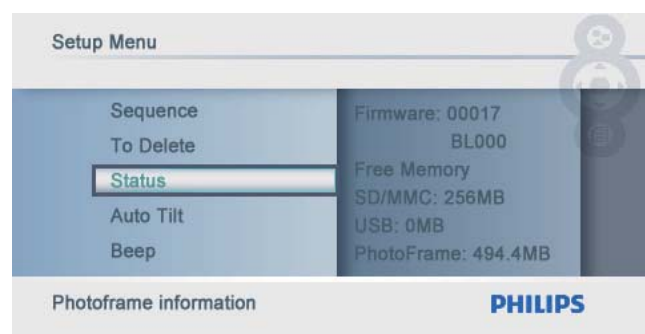 Setup Menu
Sequence
To Delete
Status
Auto Tilt
Beep
Firmware: 00017
BL000
Free Memory
SD/MMC: 256MB
USB: 0MB
PhotoFrame: 494.4MB
Photoframe information
PHILIPS